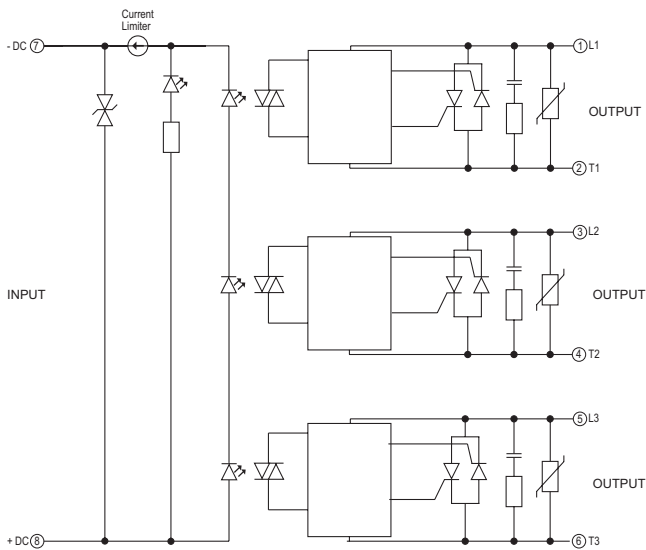 Current
Limiter
- DC 7
1 L1
OUTPUT
2 T1
3 L2
INPUT
OUTPUT
4 T2
5 L3
OUTPUT
+ DC 8
6 T3